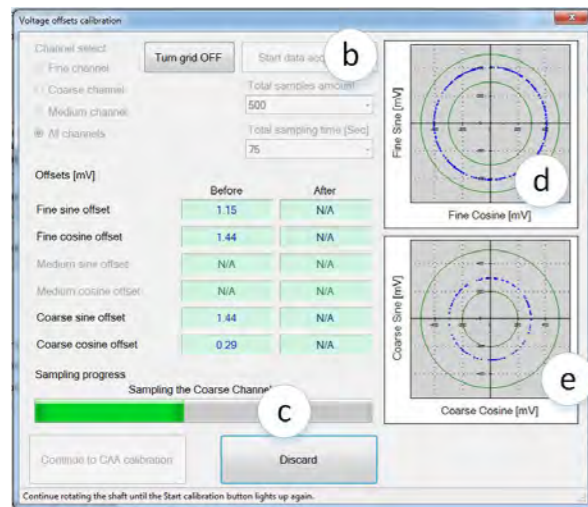 Voltage offsets calibration
Channel select
Fine channel
Coarse channel
Medium channel
All channels
Turn grid OFF
Start data acq
b
Total samples amount
500
Total sampling time [Sec]
75
Offsets [mV]
Before
After
Fine sine offset
1.15
N/A
Fine cosine offset
1.44
N/A
Medium sine offset
N/A
N/A
Medium cosine offset
N/A
N/A
Coarse sine offset
1.44
N/A
Coarse cosine offset
0.29
N/A
Sampling progress
Sampling the Coarse Channel
c
Continue to CAA calibration
Discard
Continue rotating the shaft until the Start calibration button lights up again.
Fine Sine [mV]
d
Fine Cosine [mV]
Coarse Sine [mV]
e
Coarse Cosine [mV]